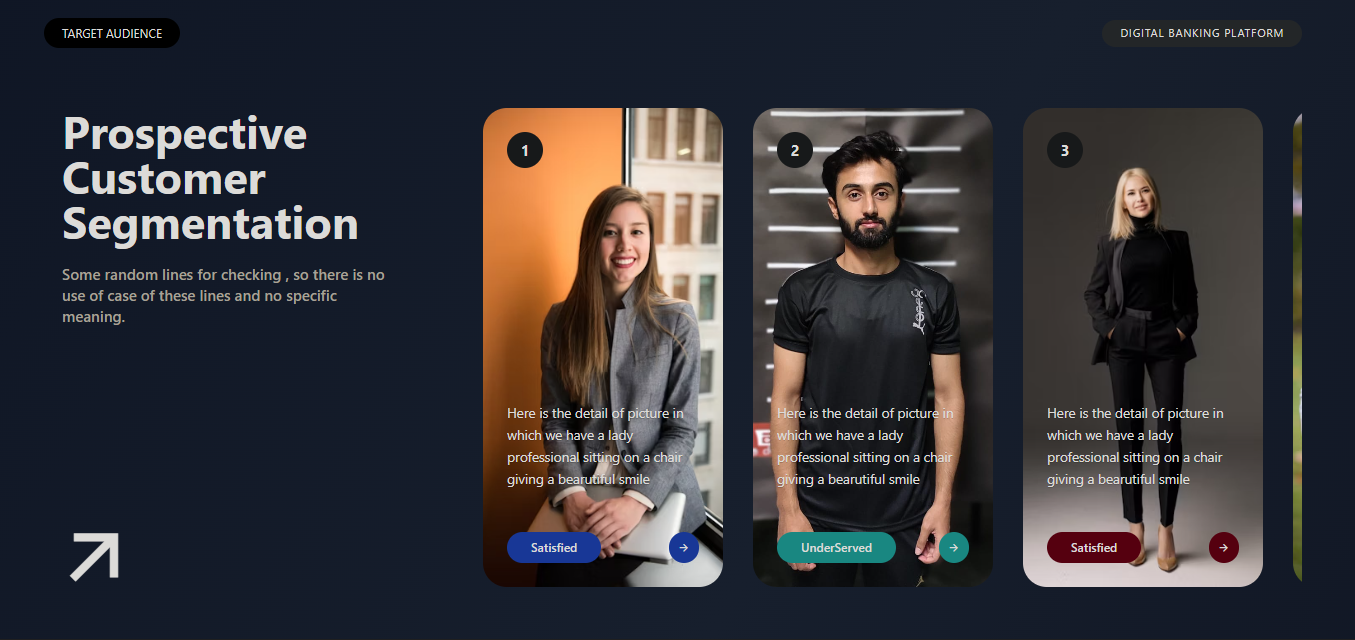 TARGET AUDIENCE
DIGITAL BANKING PLATFORM
Prospective
Customer
Segmentation
Some random lines for checking , so there is no
use of case of these lines and no specific
meaning.
1
Here is the detail of picture in
which we have a lady
professional sitting on a chair
giving a bearutiful smile
Satisfied
2
Here is the detail of picture in
which we have a lady
professional sitting on a chair
giving a bearutiful smile
UnderServed
3
Here is the detail of picture in
which we have a lady
professional sitting on a chair
giving a bearutiful smile
Satisfied